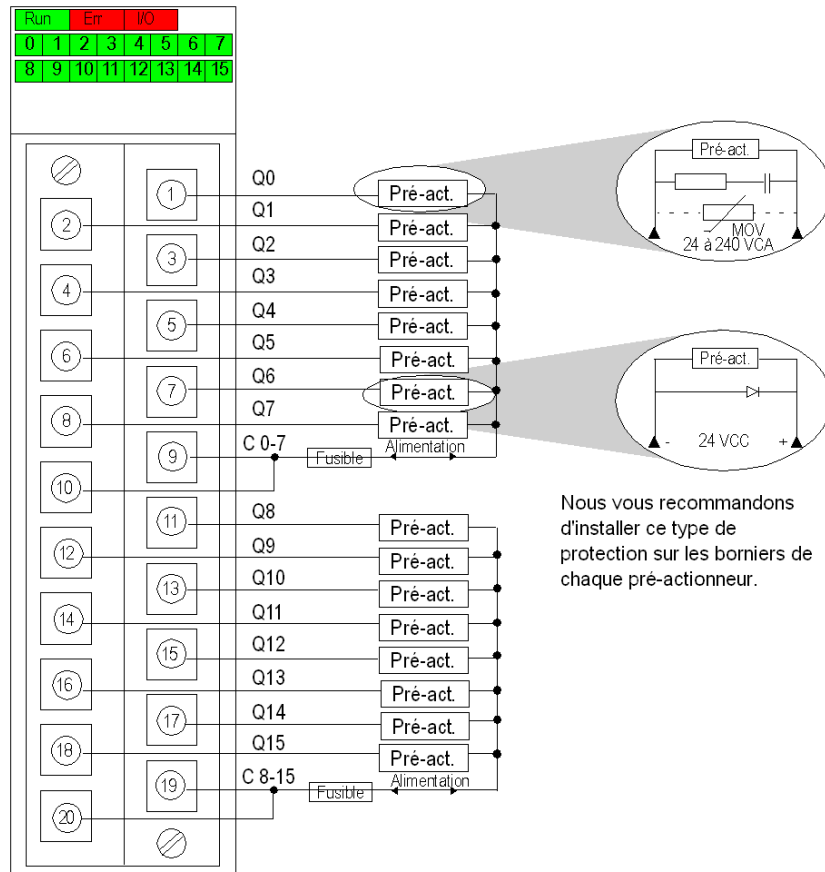 Run Err I/O
0 1 2 3 4 5 6 7
8 9 10 11 12 13 14 15
1 Q0 Pré-act.
2 Q1 Pré-act.
3 Q2 Pré-act.
4 Q3 Pré-act.
5 Q4 Pré-act.
6 Q5 Pré-act.
7 Q6 Pré-act.
8 Q7 Pré-act.
9 C 0-7 Fusible Alimentation
10
11 Q8 Pré-act.
12 Q9 Pré-act.
13 Q10 Pré-act.
14 Q11 Pré-act.
15 Q12 Pré-act.
16 Q13 Pré-act.
17 Q14 Pré-act.
18 Q15 Pré-act.
19 C 8-15 Fusible Alimentation
20
Pré-act.
MOV
24 à 240 VCA
Pré-act.
- 24 VCC +
Nous vous recommandons
d'installer ce type de
protection sur les borniers de
chaque pré-actionneur.